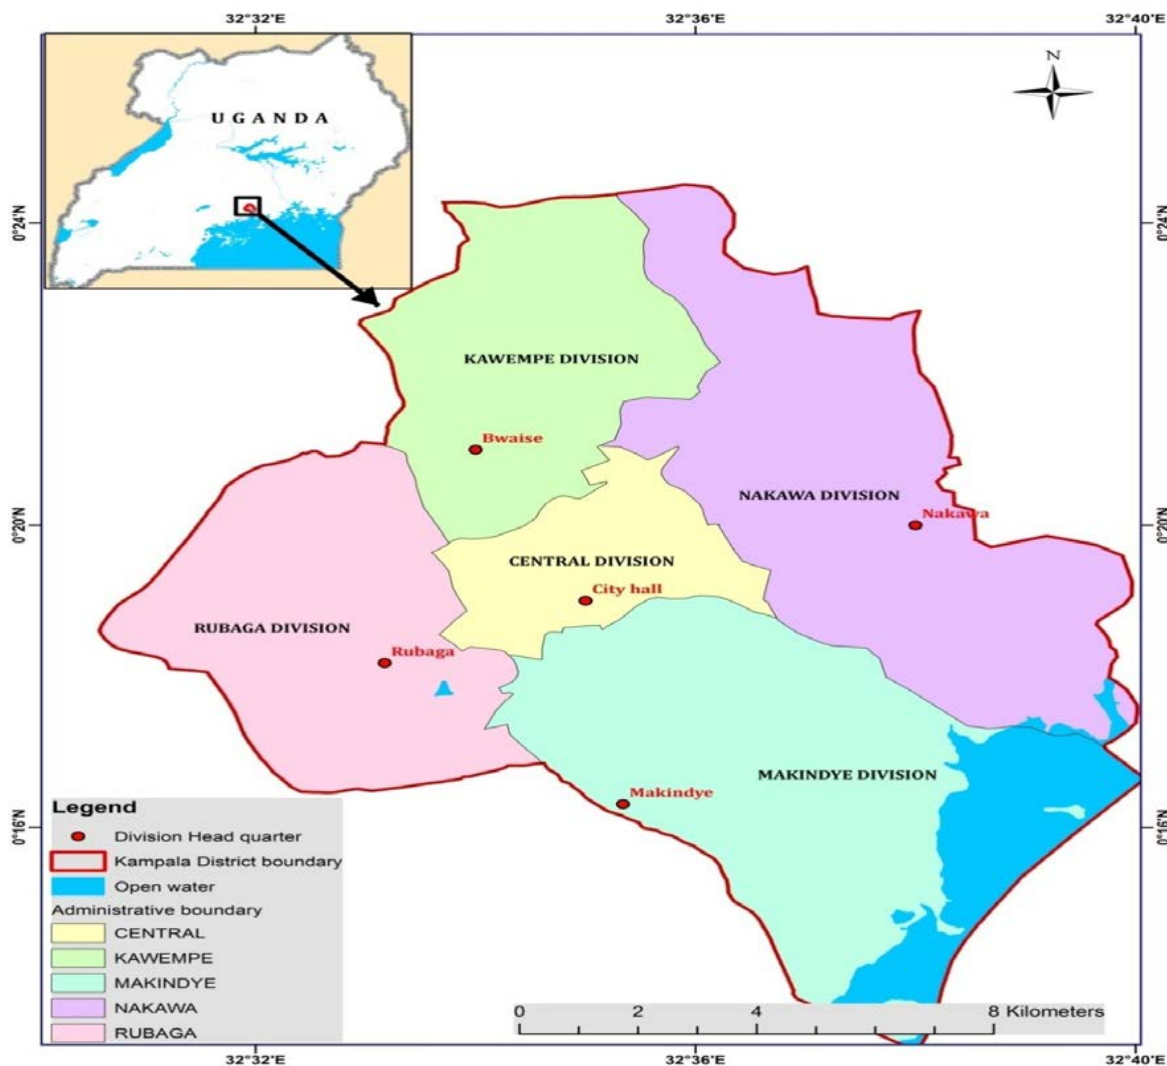 32°32'E 32°36'E 32°40'E
N
UGANDA
0°24'N 0°24'N
KAWEMPE DIVISION
Bwaise
NAKAWA DIVISION
Nakawa
0°20'N 0°20'N
CENTRAL DIVISION
City hall
RUBAGA DIVISION
Rubaga
MAKINDYE DIVISION
Makindye
0°16'N 0°16'N
Legend
Division Head quarter
Kampala District boundary
Open water
Administrative boundary
CENTRAL
KAWEMPE
MAKINDYE
NAKAWA
RUBAGA
0 2 4 8 Kilometers
32°32'E 32°36'E 32°40'E